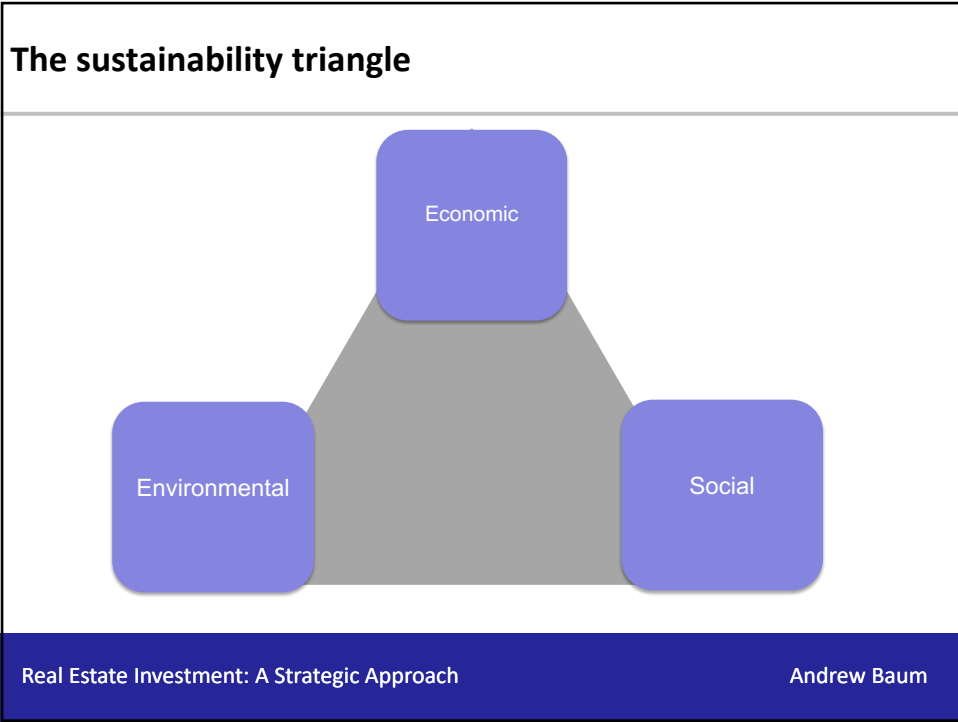 The sustainability triangle
Economic
Environmental
Social
Real Estate Investment: A Strategic Approach
Andrew Baum